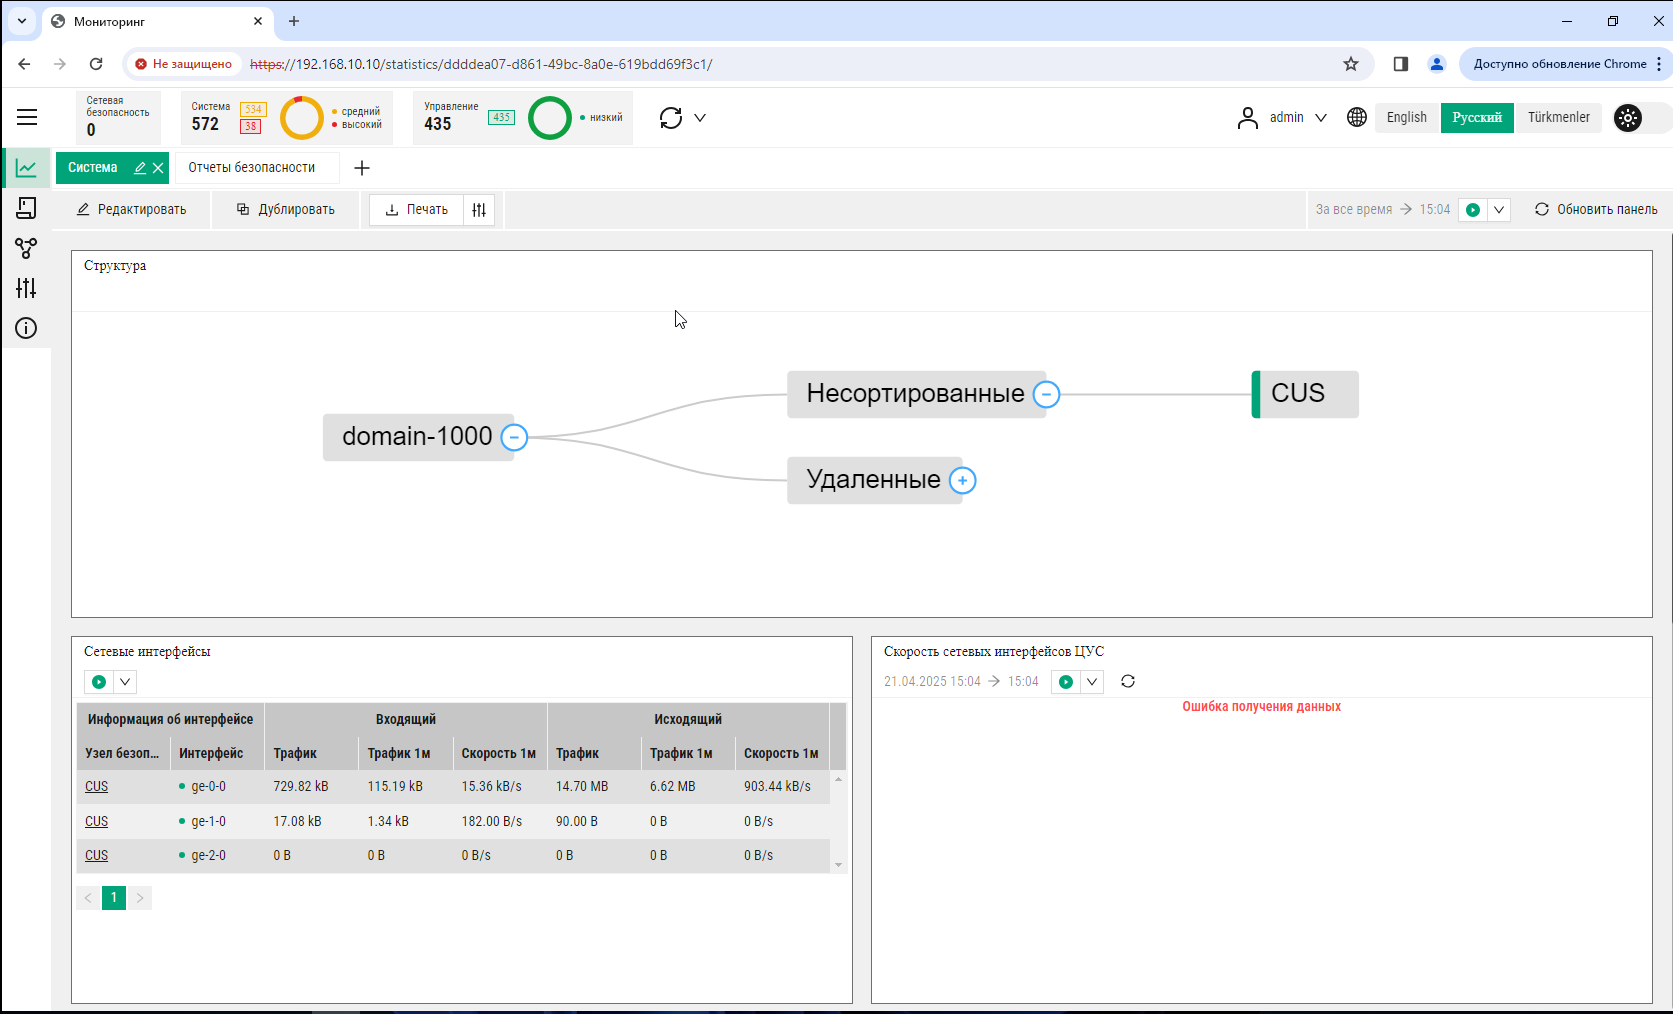 Мониторинг
Не защищено
https://192.168.10.10/statistics/ddddea07-d861-49bc-8a0e-619bdd69f3c1/
Доступно обновление Chrome
Сетевая
безопасность
0
Система
572
534
38
средний
высокий
Управление
435
435
низкий
admin
English
Русский
Türkmenler
Система
Отчеты безопасности
Редактировать
Дублировать
Печать
За все время → 15:04
Обновить панель
Структура
domain-1000
Несортированные
CUS
Удаленные
Сетевые интерфейсы
Информация об интерфейсе Входящий Исходящий
Узел безоп... Интерфейс Трафик Трафик 1м Скорость 1м Трафик Трафик 1м Скорость 1м
CUS ge-0-0 729.82 kB 115.19 kB 15.36 kB/s 14.70 MB 6.62 MB 903.44 kB/s
CUS ge-1-0 17.08 kB 1.34 kB 182.00 B/s 90.00 B 0 B 0 B/s
CUS ge-2-0 0 B 0 B 0 B/s 0 B 0 B 0 B/s
< 1 >
Скорость сетевых интерфейсов ЦУС
21.04.2025 15:04 → 15:04
Ошибка получения данных